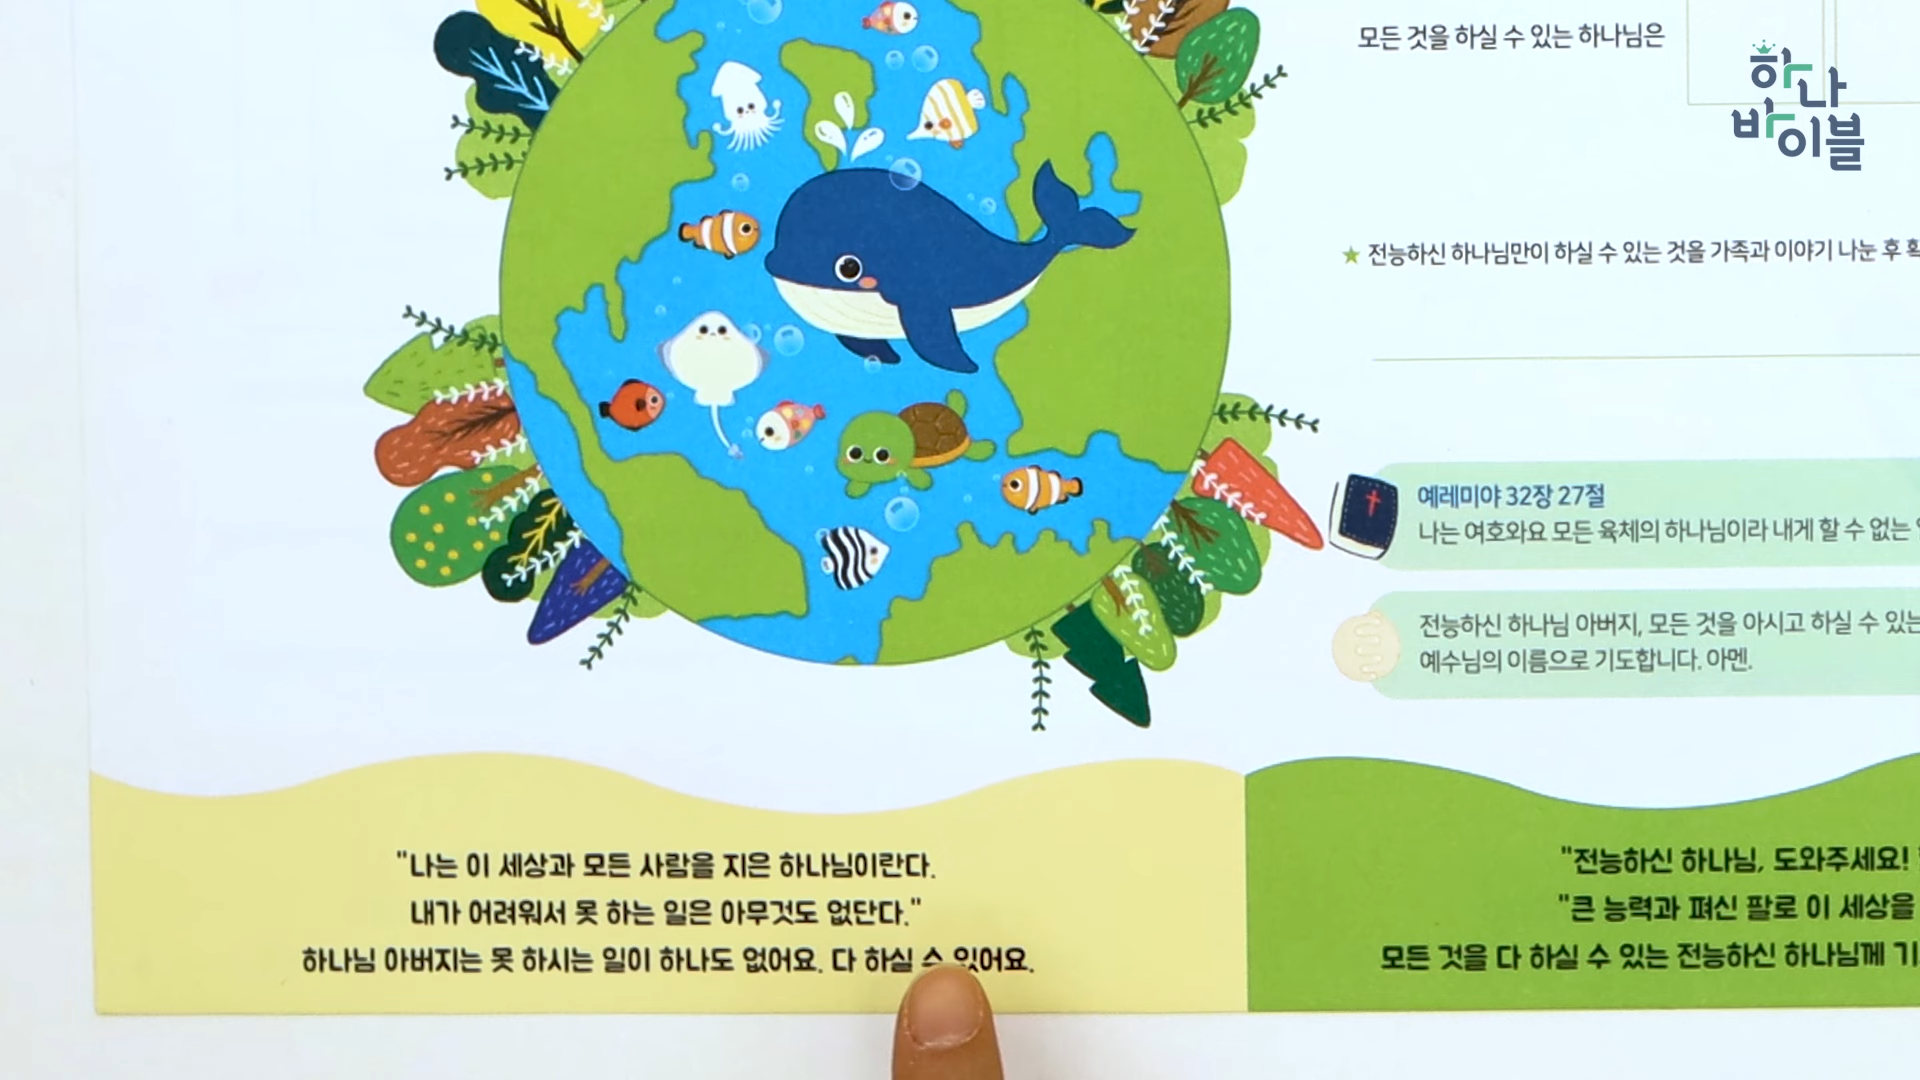 모든 것을 하실 수 있는 하나님은
하나
바이블
★ 전능하신 하나님만이 하실 수 있는 것을 가족과 이야기 나눈 후
예레미야 32장 27절
나는 여호와요 모든 육체의 하나님이라 내게 할 수 없는
전능하신 하나님 아버지, 모든 것을 아시고 하실 수 있는
예수님의 이름으로 기도합니다. 아멘.
"나는 이 세상과 모든 사람을 지은 하나님이란다.
내가 어려워서 못 하는 일은 아무것도 없단다."
하나님 아버지는 못 하시는 일이 하나도 없어요. 다 하실 수 있어요.
"전능하신 하나님, 도와주세요!
"큰 능력과 펴신 팔로 이 세상을
모든 것을 다 하실 수 있는 전능하신 하나님께